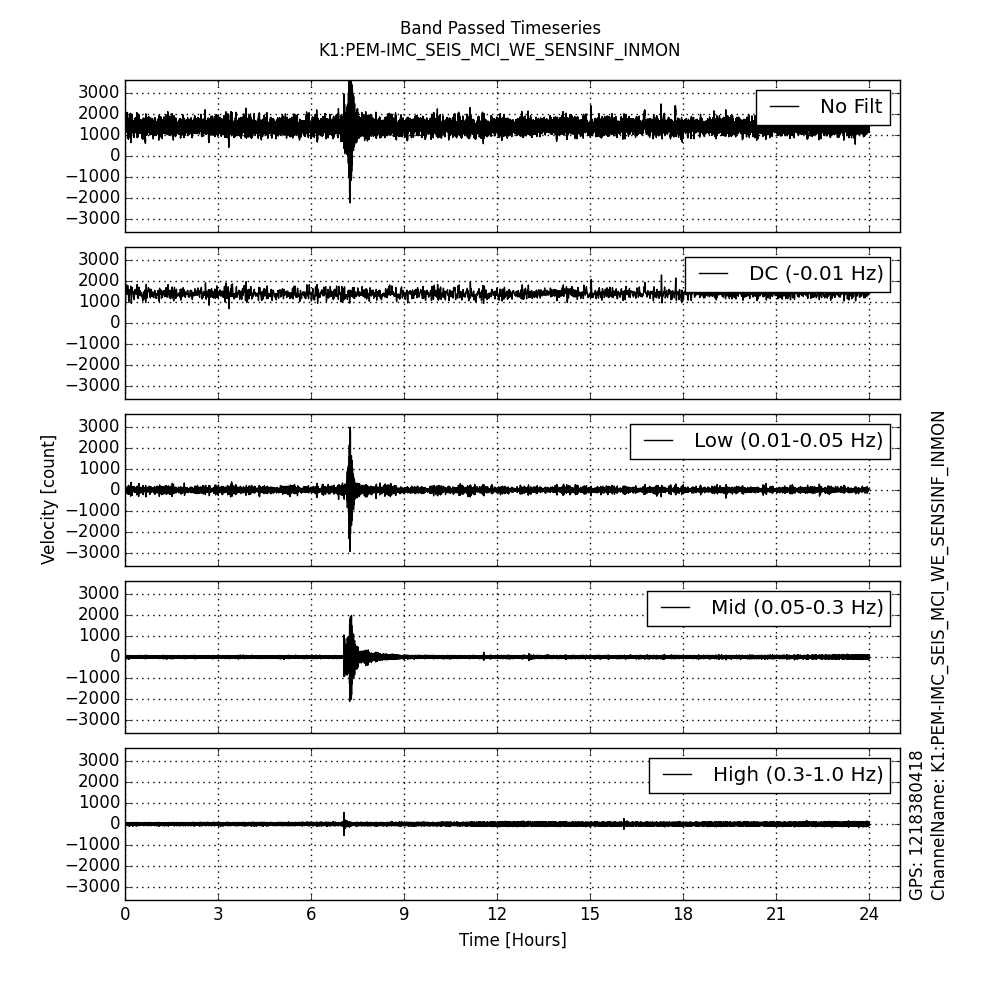 Band Passed Timeseries
K1:PEM-IMC_SEIS_MCI_WE_SENSINF_INMON
3000
2000
1000
0
−1000
−2000
−3000
No Filt
3000
2000
1000
0
−1000
−2000
−3000
DC (-0.01 Hz)
3000
2000
1000
0
−1000
−2000
−3000
Low (0.01-0.05 Hz)
Velocity [count]
3000
2000
1000
0
−1000
−2000
−3000
Mid (0.05-0.3 Hz)
3000
2000
1000
0
−1000
−2000
−3000
High (0.3-1.0 Hz)
0 3 6 9 12 15 18 21 24
Time [Hours]
GPS: 1218380418
ChannelName: K1:PEM-IMC_SEIS_MCI_WE_SENSINF_INMON